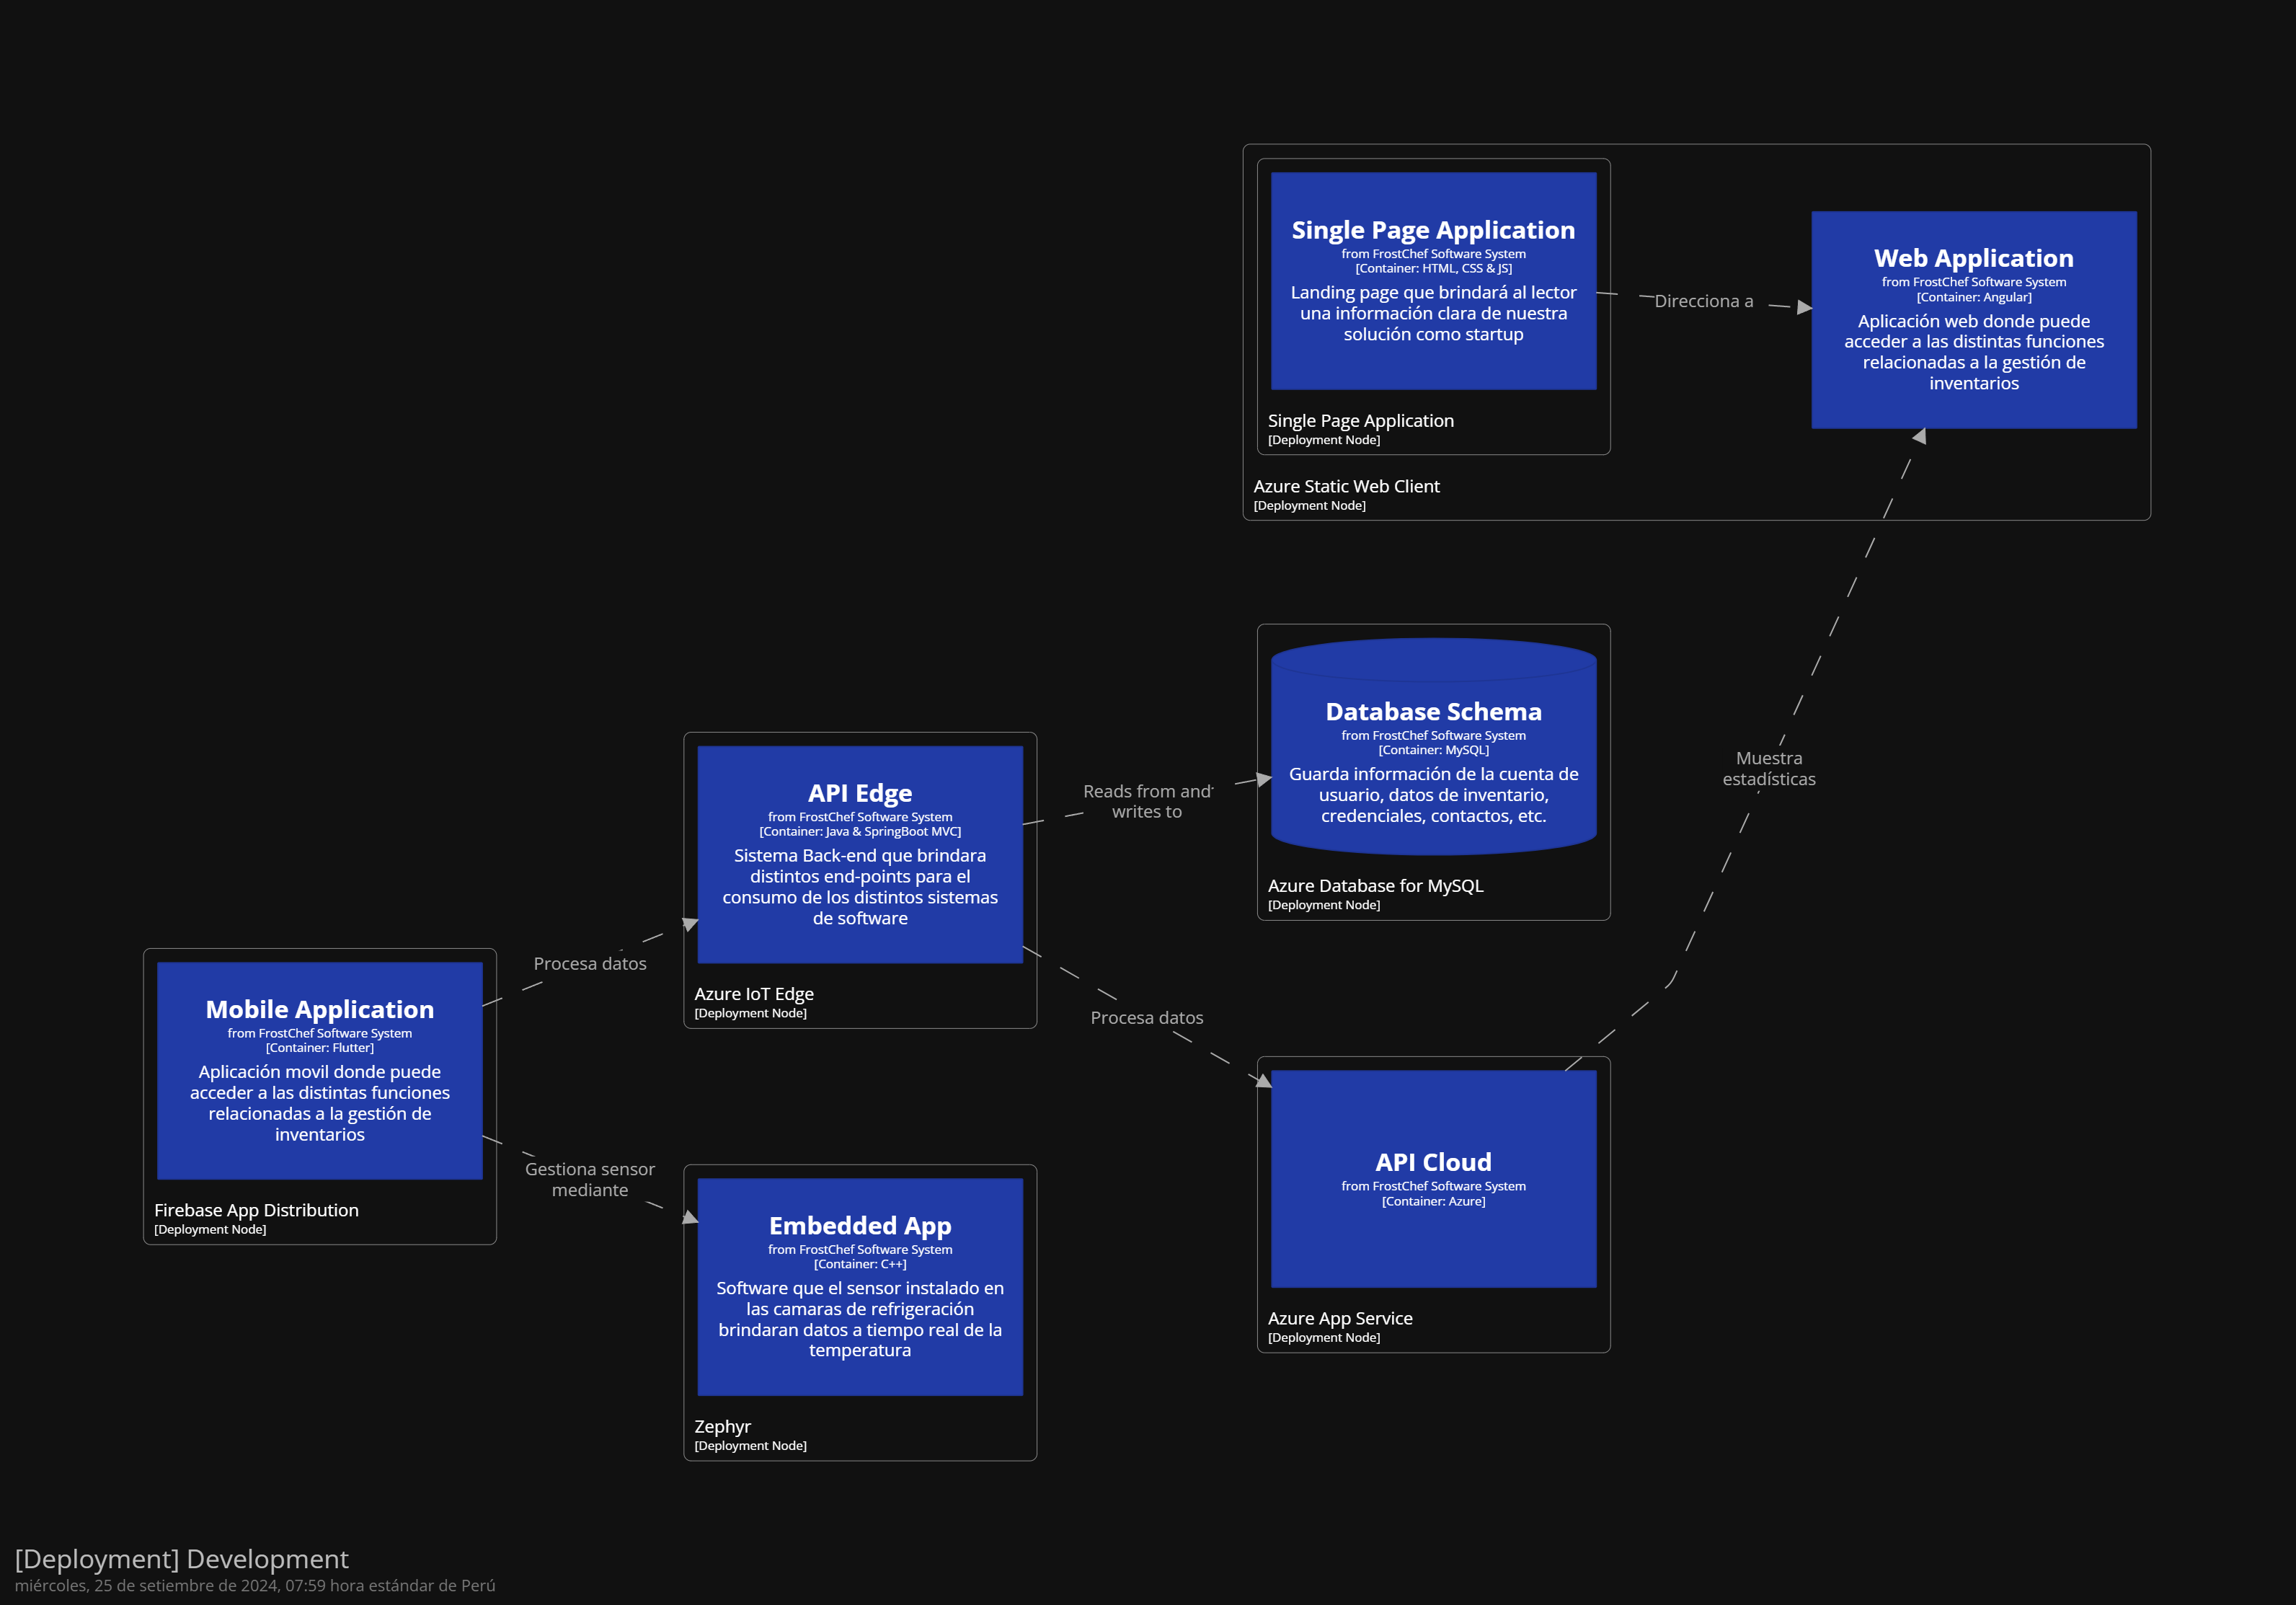 Single Page Application
from FrostChef Software System
[Container: HTML, CSS & JS]
Landing page que brindará al lector
una información clara de nuestra
solución como startup
Single Page Application
[Deployment Node]
Azure Static Web Client
[Deployment Node]
Direcciona a
Web Application
from FrostChef Software System
[Container: Angular]
Aplicación web donde puede
acceder a las distintas funciones
relacionadas a la gestión de
inventarios
Database Schema
from FrostChef Software System
[Container: MySQL]
Guarda información de la cuenta de
usuario, datos de inventario,
credenciales, contactos, etc.
Azure Database for MySQL
[Deployment Node]
Muestra
estadísticas
API Edge
from FrostChef Software System
[Container: Java & SpringBoot MVC]
Sistema Back-end que brindara
distintos end-points para el
consumo de los distintos sistemas
de software
Azure IoT Edge
[Deployment Node]
Reads from and
writes to
Procesa datos
Procesa datos
Mobile Application
from FrostChef Software System
[Container: Flutter]
Aplicación movil donde puede
acceder a las distintas funciones
relacionadas a la gestión de
inventarios
Firebase App Distribution
[Deployment Node]
Gestiona sensor
mediante
Embedded App
from FrostChef Software System
[Container: C++]
Software que el sensor instalado en
las camaras de refrigeración
brindaran datos a tiempo real de la
temperatura
Zephyr
[Deployment Node]
API Cloud
from FrostChef Software System
[Container: Azure]
Azure App Service
[Deployment Node]
[Deployment] Development
miércoles, 25 de setiembre de 2024, 07:59 hora estándar de Perú